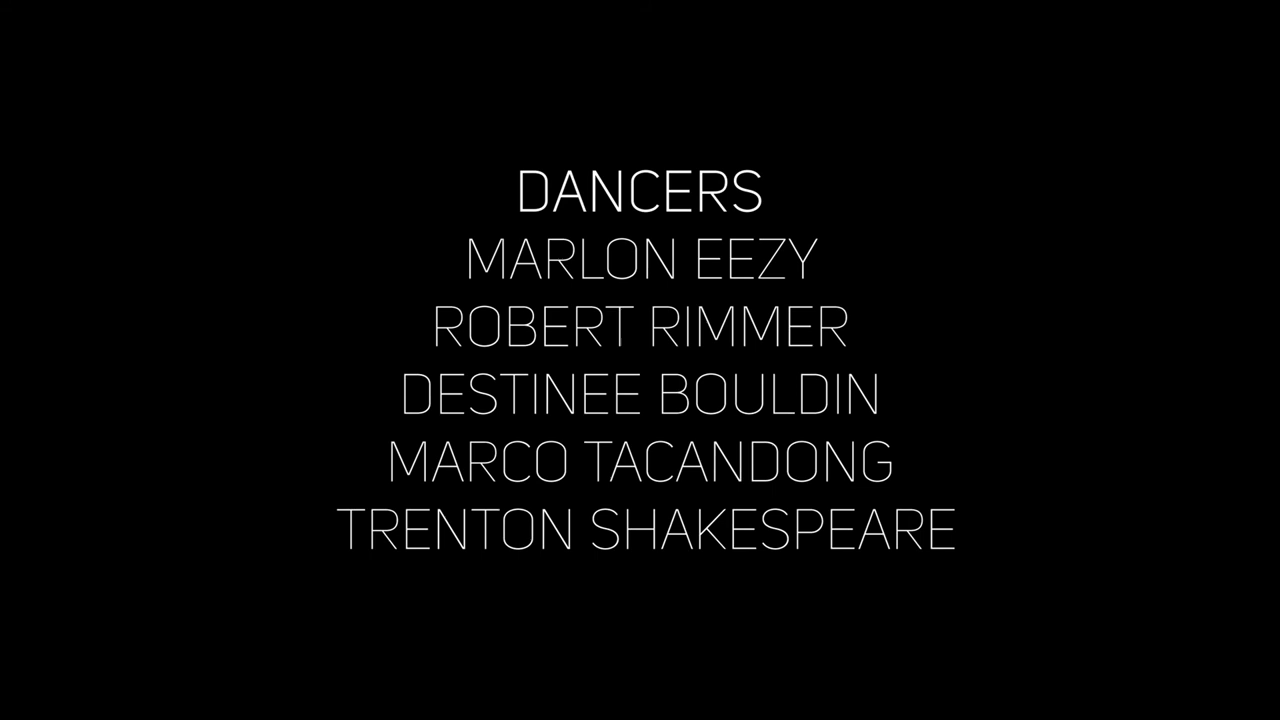 DANCERS
MARLON EEZY
ROBERT RIMMER
DESTINEE BOULDIN
MARCO TACANDONG
TRENTON SHAKESPEARE